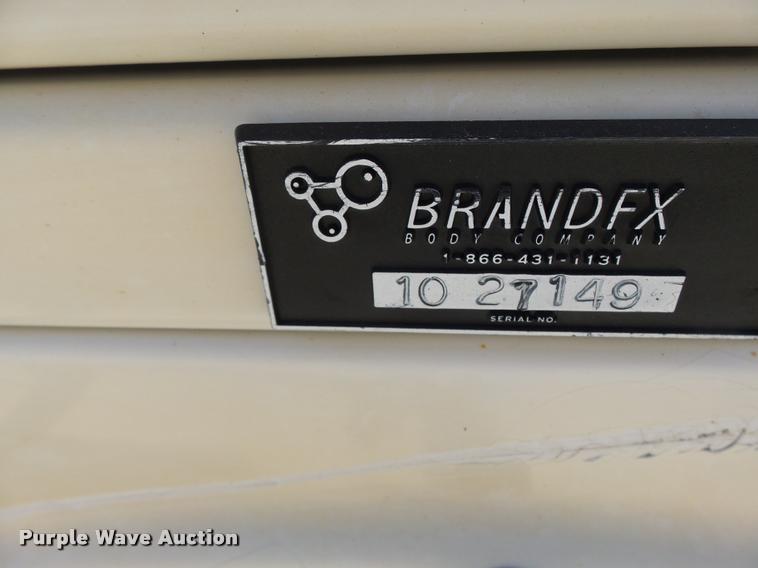 BRANDFX
BODY COMPANY
1-866-431-1131
10 27149
SERIAL NO.
Purple Wave Auction